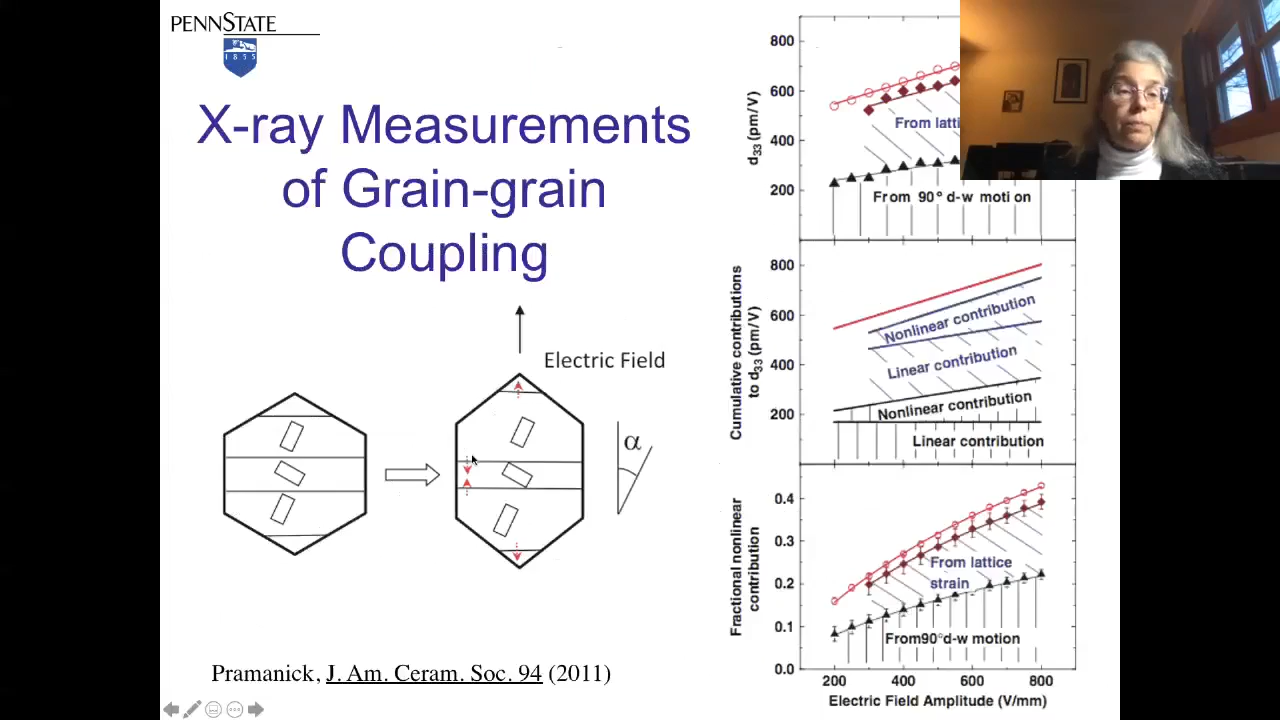 PENNSTATE
1855
X-ray Measurements
of Grain-grain
Coupling
Electric Field
α
Pramanick, J. Am. Ceram. Soc. 94 (2011)
d33 (pm/V)
800
600
400
200
From latti
From 90° d-w motion
Cumulative contributions
to d33 (pm/V)
800
600
400
200
Nonlinear contribution
Linear contribution
Nonlinear contribution
Linear contribution
Fractional nonlinear
contribution
0.4
0.3
0.2
0.1
0.0
From lattice
strain
From90°d-w motion
200
400
600
800
Electric Field Amplitude (V/mm)